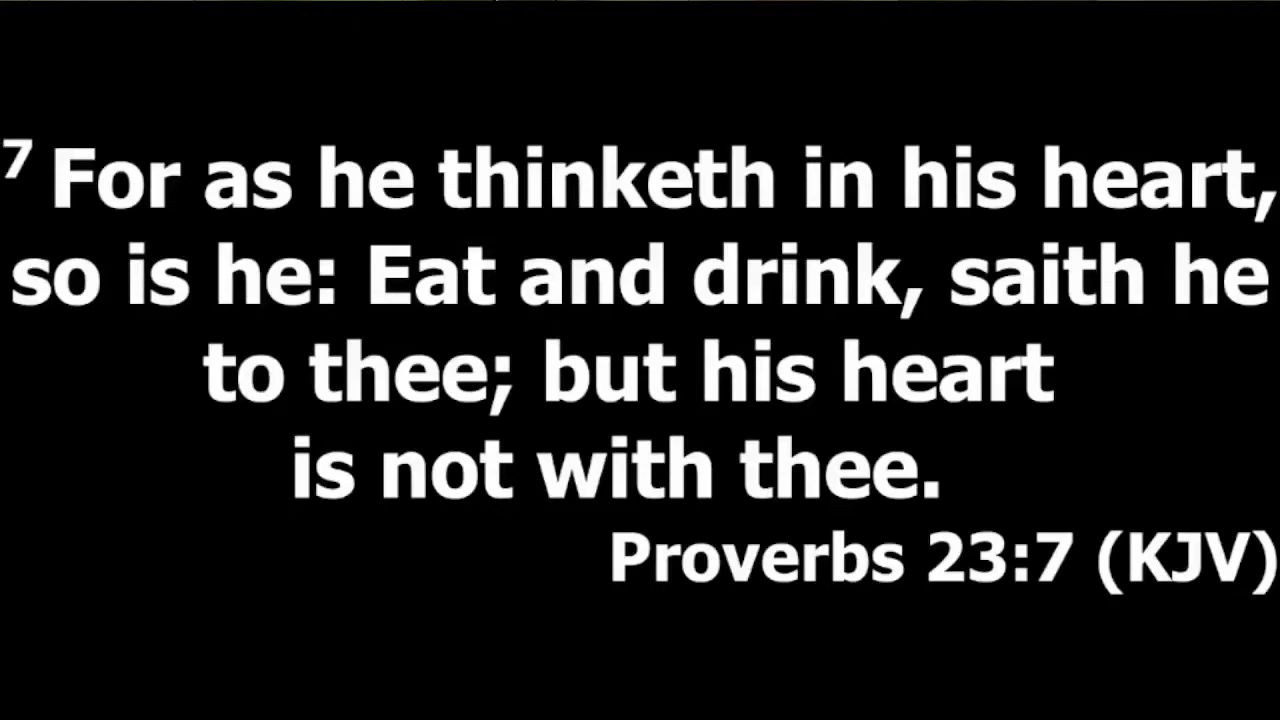 7 For as he thinketh in his heart,
so is he: Eat and drink, saith he
to thee; but his heart
is not with thee.
Proverbs 23:7 (KJV)